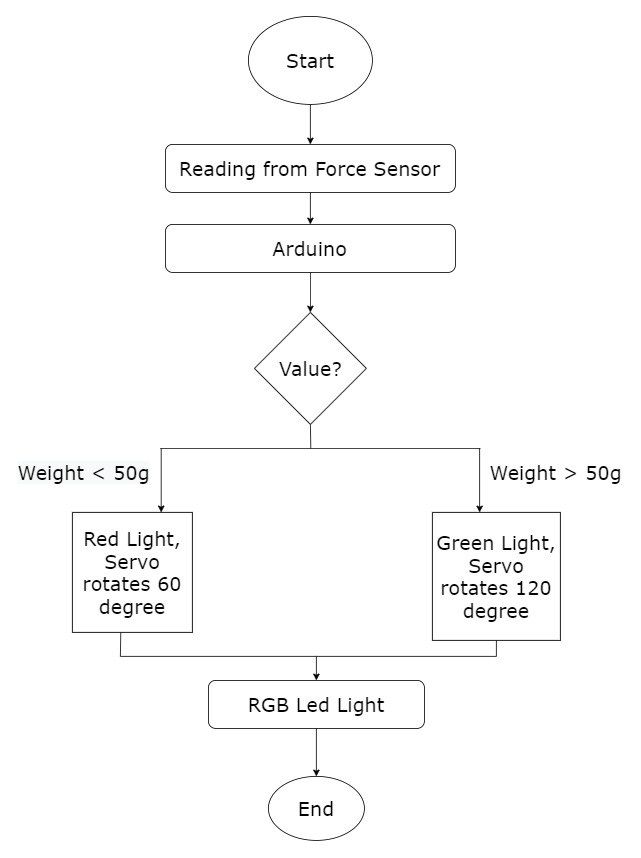 Start
Reading from Force Sensor
Arduino
Value?
Weight < 50g
Weight > 50g
Red Light,
Servo
rotates 60
degree
Green Light,
Servo
rotates 120
degree
RGB Led Light
End